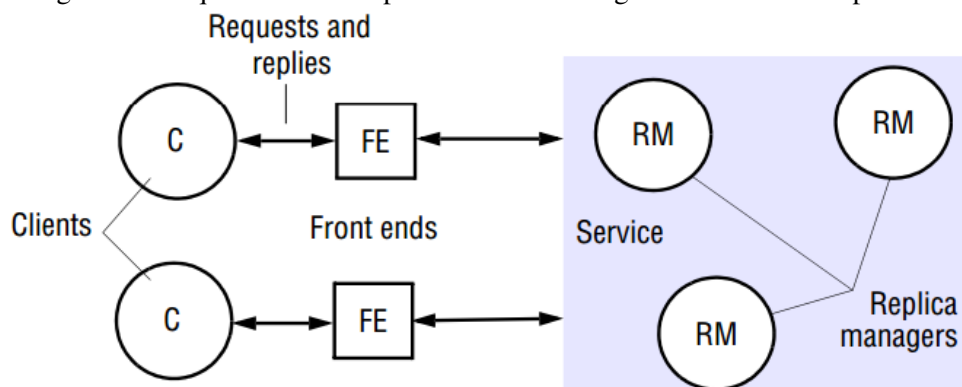 Requests and
replies
C
FE
RM
RM
Clients
Front ends
Service
C
FE
RM
Replica
managers